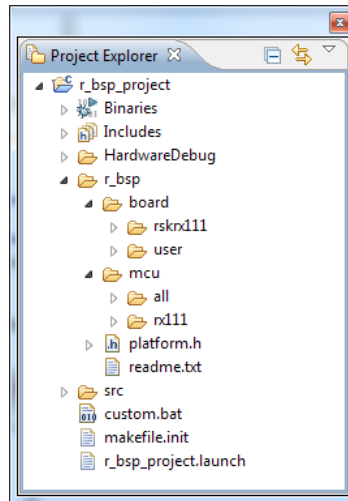 Project Explorer
r_bsp_project
Binaries
Includes
HardwareDebug
r_bsp
board
rskrx111
user
mcu
all
rx111
platform.h
readme.txt
src
custom.bat
makefile.init
r_bsp_project.launch